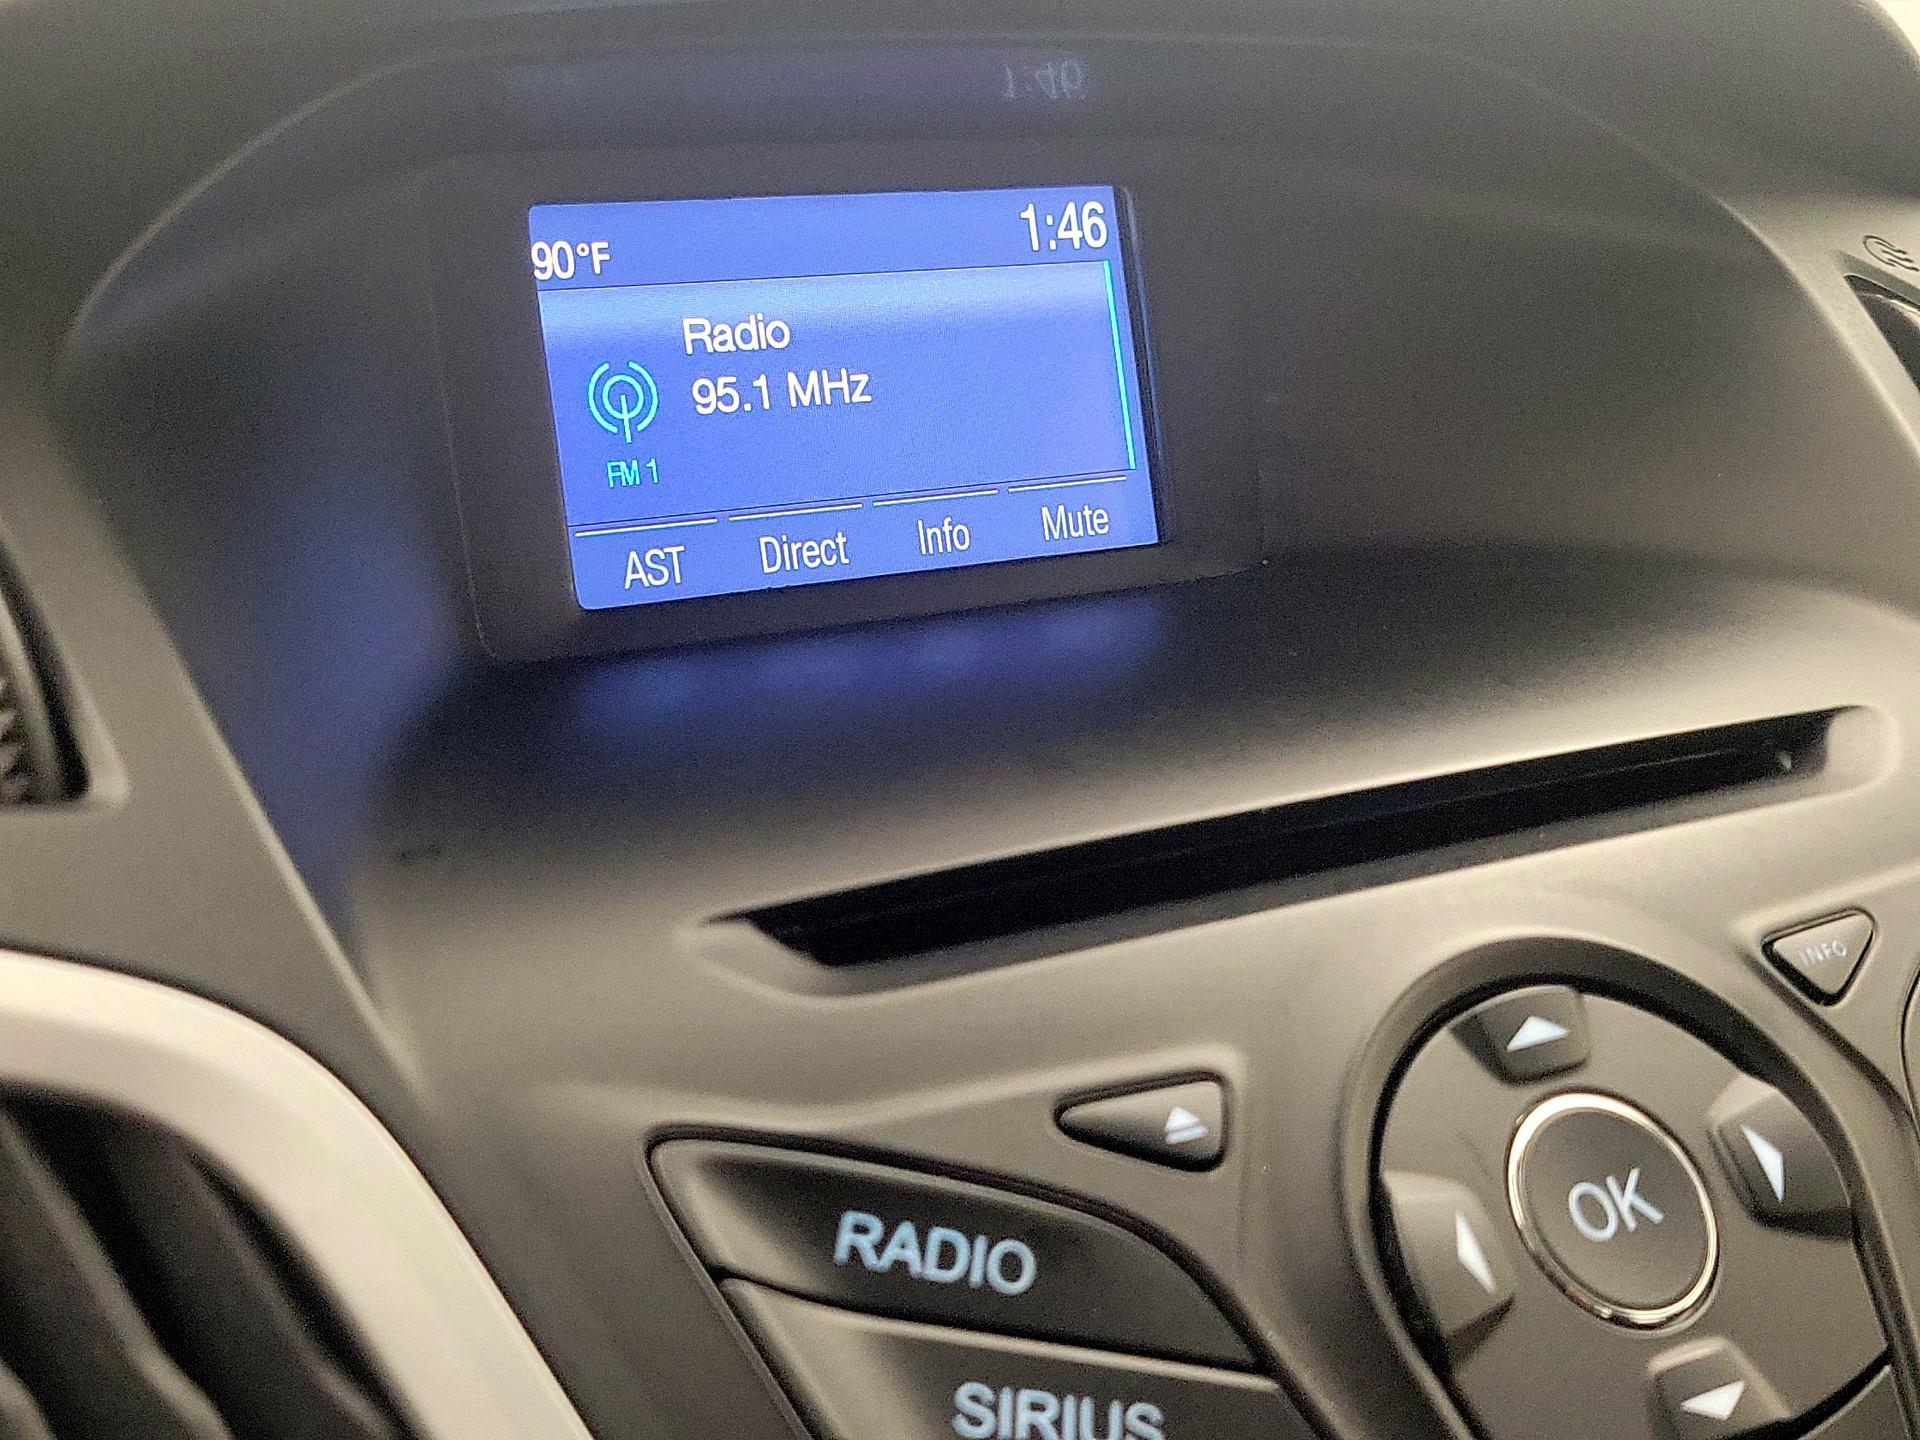 90°F 1:46
Radio
95.1 MHz
FM 1
AST Direct Info Mute
INFO
OK
RADIO
SIRIUS